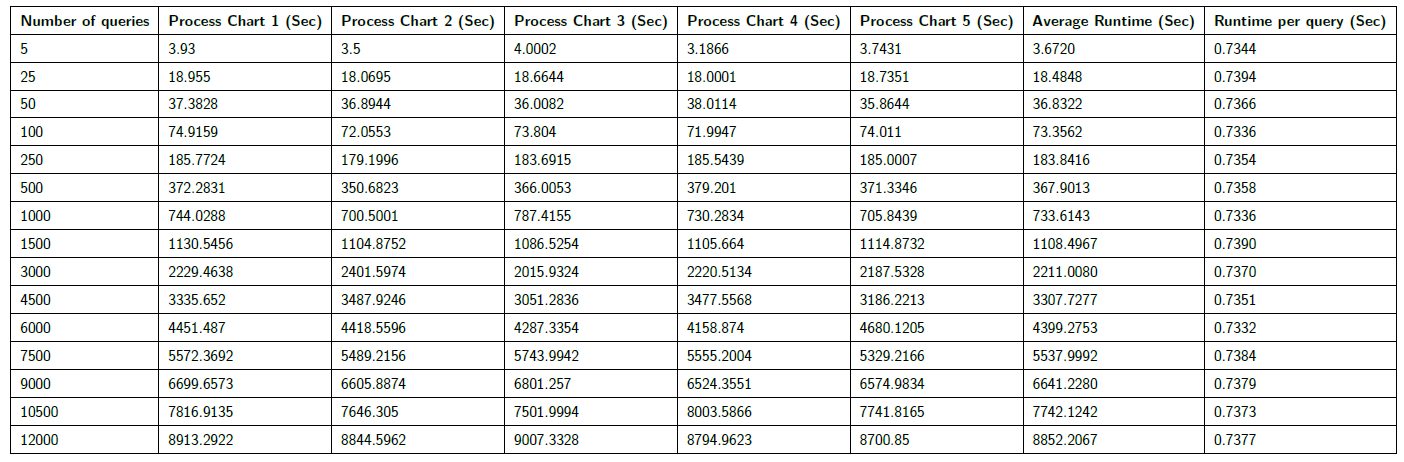 Number of queries Process Chart 1 (Sec) Process Chart 2 (Sec) Process Chart 3 (Sec) Process Chart 4 (Sec) Process Chart 5 (Sec) Average Runtime (Sec) Runtime per query (Sec)
5 3.93 3.5 4.0002 3.1866 3.7431 3.6720 0.7344
25 18.955 18.0695 18.6644 18.0001 18.7351 18.4848 0.7394
50 37.3828 36.8944 36.0082 38.0114 35.8644 36.8322 0.7366
100 74.9159 72.0553 73.804 71.9947 74.011 73.3562 0.7336
250 185.7724 179.1996 183.6915 185.5439 185.0007 183.8416 0.7354
500 372.2831 350.6823 366.0053 379.201 371.3346 367.9013 0.7358
1000 744.0288 700.5001 787.4155 730.2834 705.8439 733.6143 0.7336
1500 1130.5456 1104.8752 1086.5254 1105.664 1114.8732 1108.4967 0.7390
3000 2229.4638 2401.5974 2015.9324 2220.5134 2187.5328 2211.0080 0.7370
4500 3335.652 3487.9246 3051.2836 3477.5568 3186.2213 3307.7277 0.7351
6000 4451.487 4418.5596 4287.3354 4158.874 4680.1205 4399.2753 0.7332
7500 5572.3692 5489.2156 5743.9942 5555.2004 5329.2166 5537.9992 0.7384
9000 6699.6573 6605.8874 6801.257 6524.3551 6574.9834 6641.2280 0.7379
10500 7816.9135 7646.305 7501.9994 8003.5866 7741.8165 7742.1242 0.7373
12000 8913.2922 8844.5962 9007.3328 8794.9623 8700.85 8852.2067 0.7377